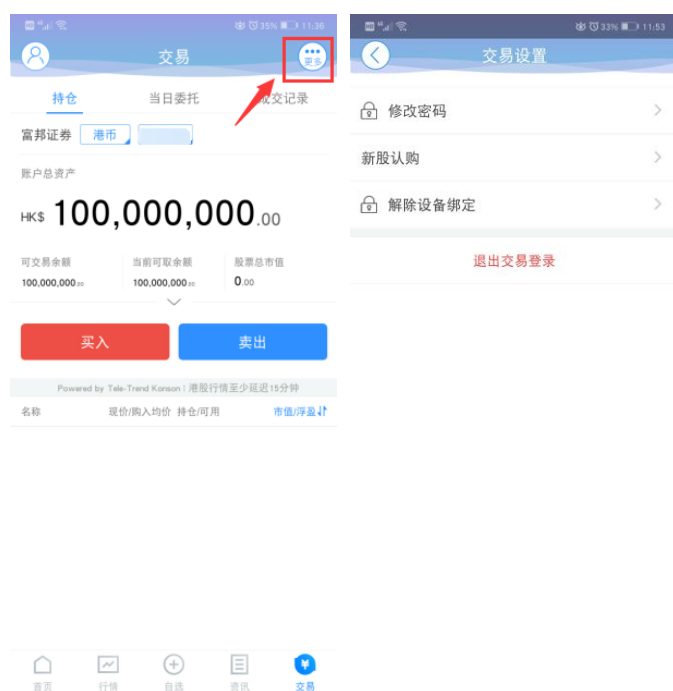 35% 11:36
交易
更多
持仓 当日委托 成交记录
富邦证券 港币
账户总资产
HK$ 100,000,000.00
可交易余额 当前可取余额 股票总市值
100,000,000.00 100,000,000.00 0.00
买入 卖出
Powered by Tele-Trend Konson | 港股行情至少延迟15分钟
名称 现价/购入均价 持仓/可用 市值/浮盈
首页 行情 自选 资讯 交易
33% 11:53
交易设置
修改密码
新股认购
解除设备绑定
退出交易登录